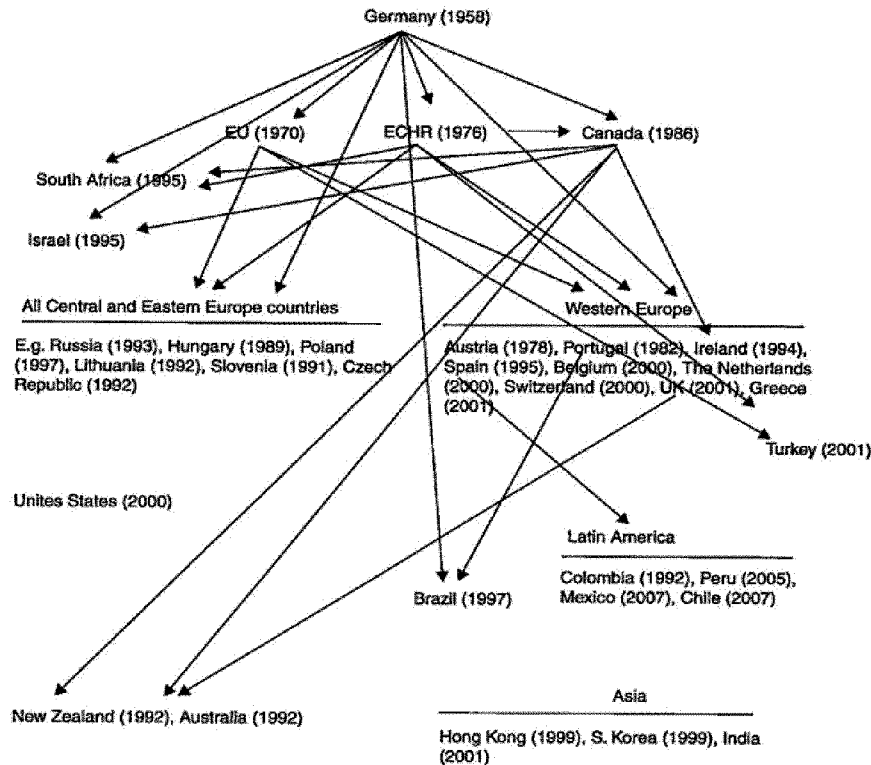 Germany (1958)
EU (1970)
ECHR (1976)
Canada (1986)
South Africa (1995)
Israel (1995)
All Central and Eastern Europe countries
E.g. Russia (1993), Hungary (1989), Poland
(1997), Lithuania (1992), Slovenia (1991), Czech
Republic (1992)
Western Europe
Austria (1978), Portugal (1982), Ireland (1994),
Spain (1995), Belgium (2000), The Netherlands
(2000), Switzerland (2000), UK (2001), Greece
(2001)
Turkey (2001)
Unites States (2000)
Latin America
Colombia (1992), Peru (2005),
Mexico (2007), Chile (2007)
Brazil (1997)
New Zealand (1992), Australia (1992)
Asia
Hong Kong (1999), S. Korea (1999), India
(2001)